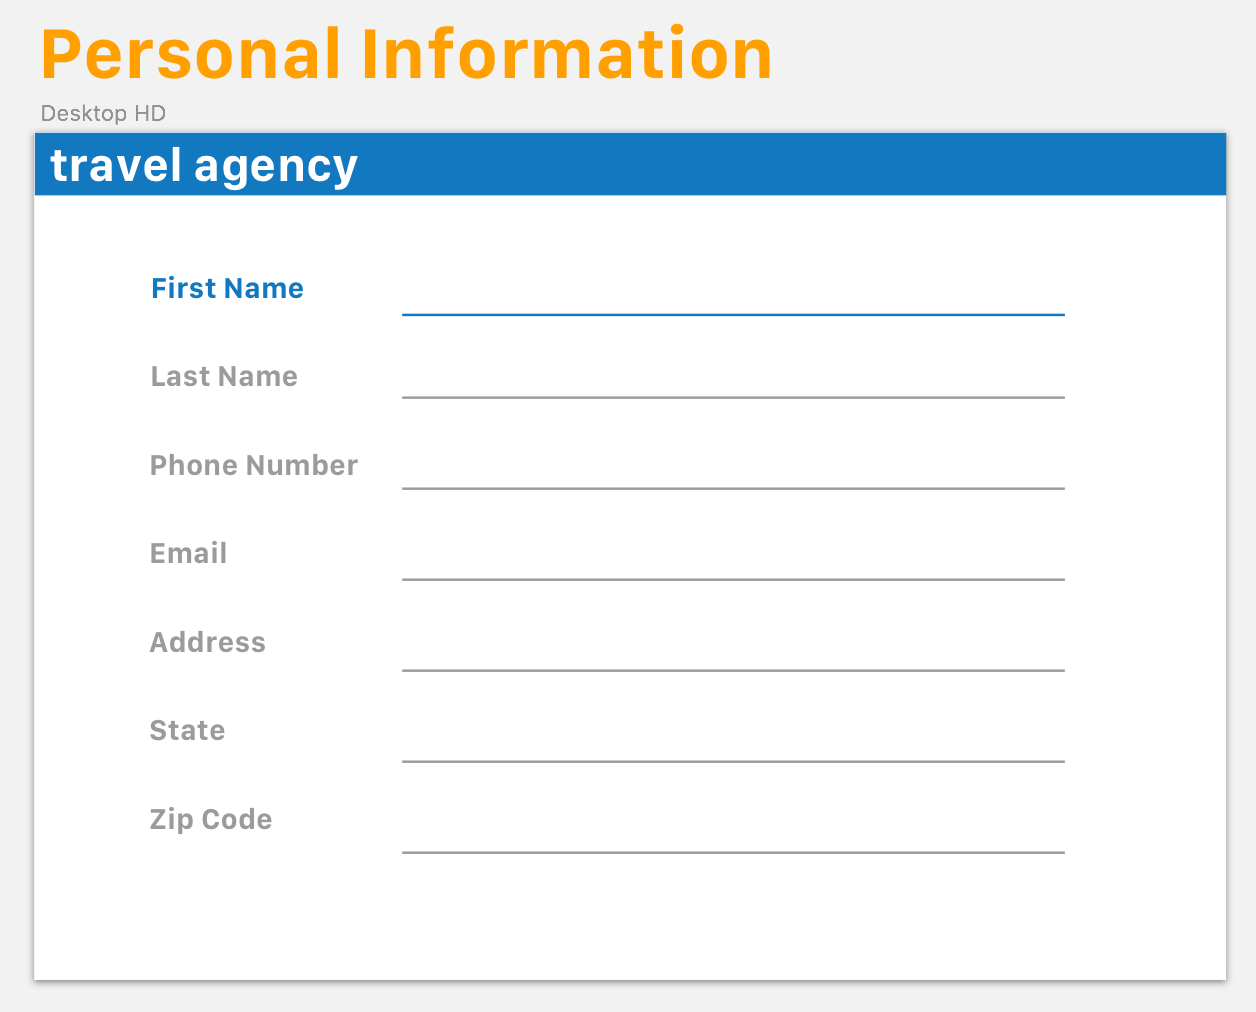 Personal Information
Desktop HD
travel agency
First Name
Last Name
Phone Number
Email
Address
State
Zip Code